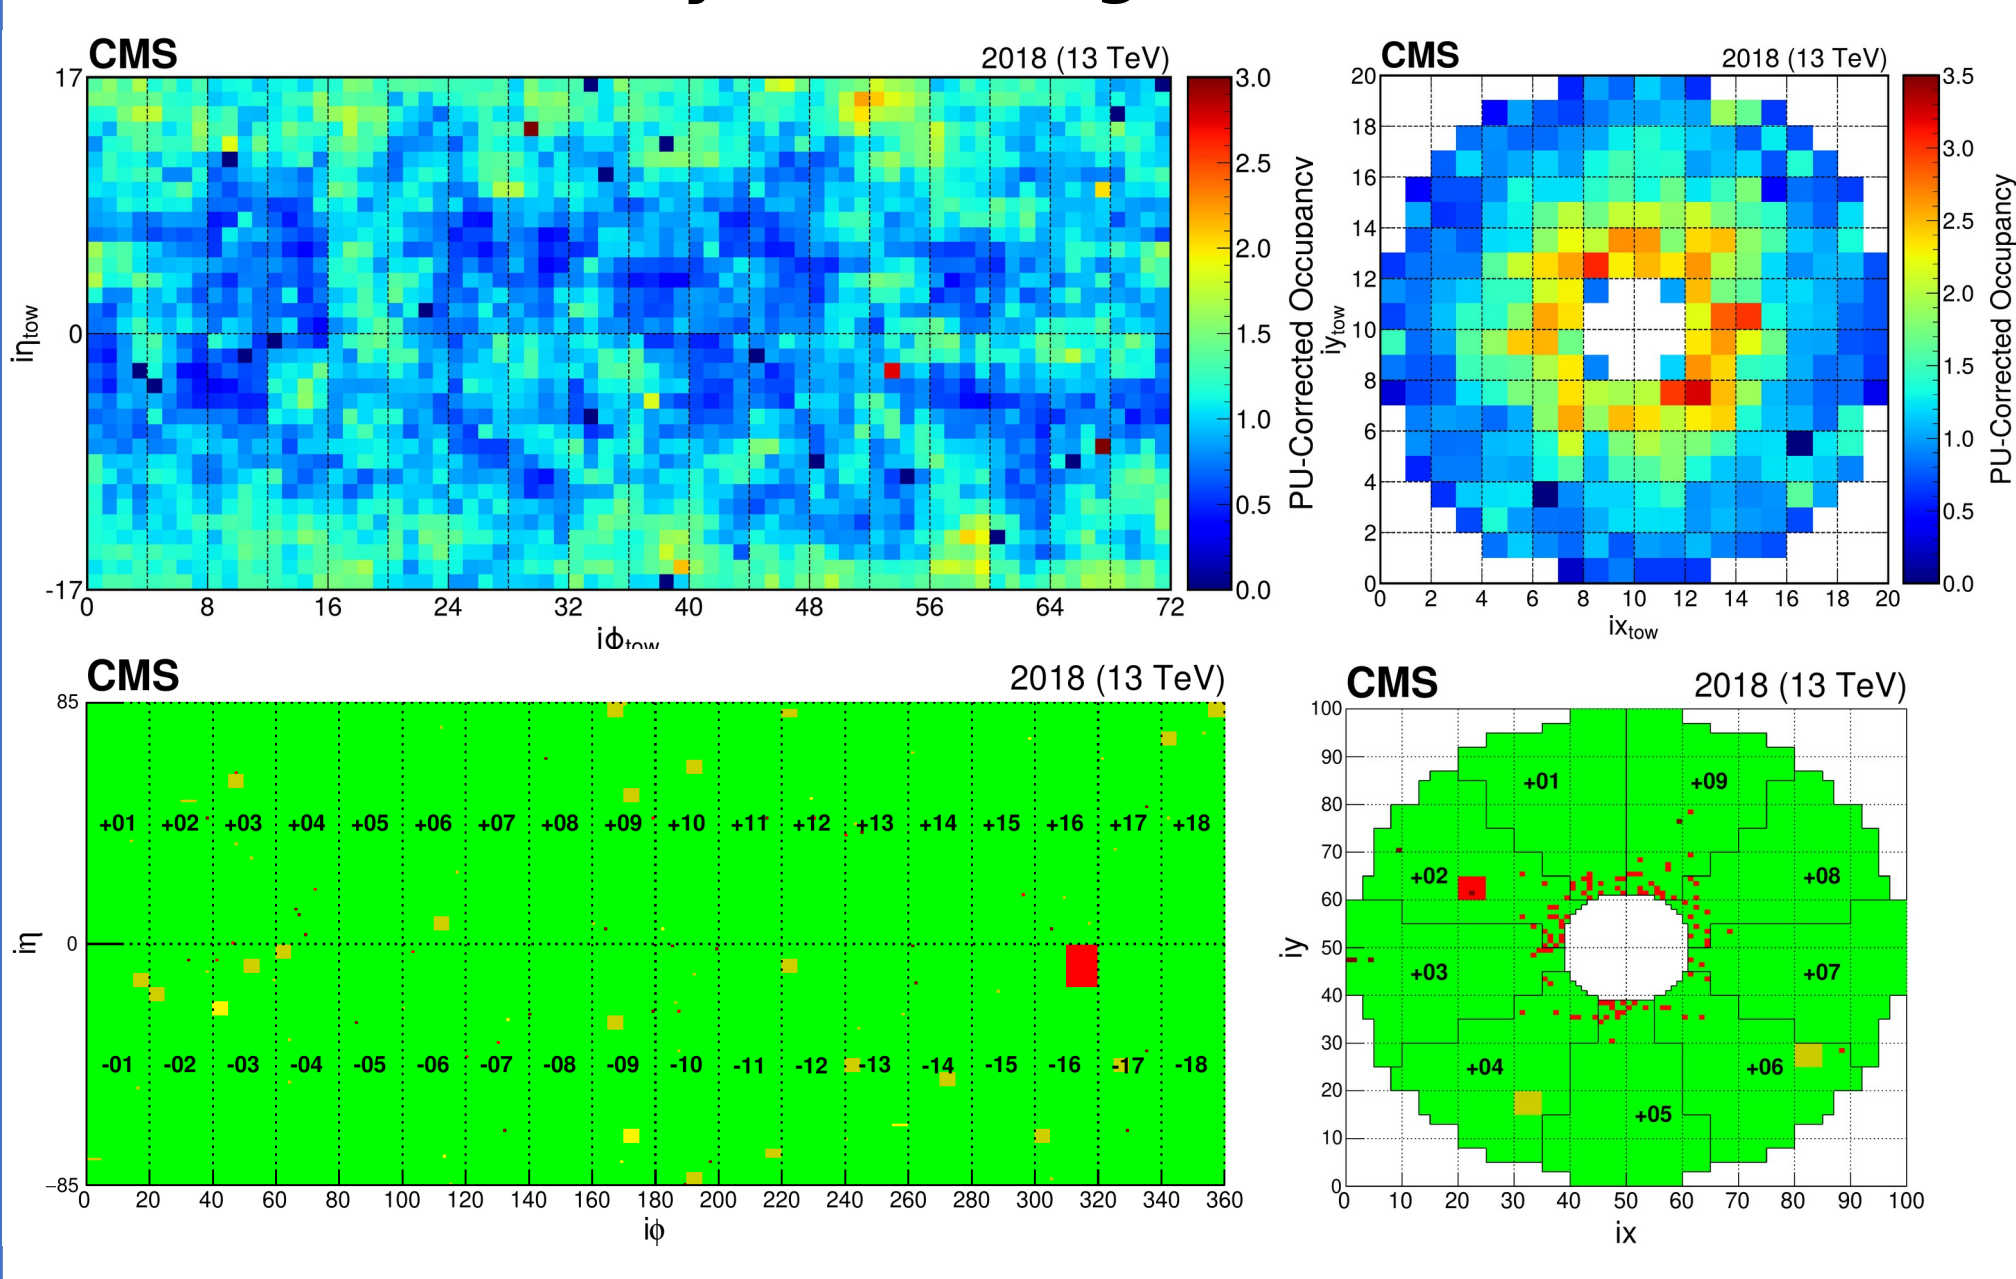 CMS
2018 (13 TeV)
17
0
-17
iηtow
0 8 16 24 32 40 48 56 64 72
iϕtow
3.0
2.5
2.0
1.5
1.0
0.5
0.0
PU-Corrected Occupancy
CMS
2018 (13 TeV)
20
18
16
14
12
10
8
6
4
2
0
iytow
0 2 4 6 8 10 12 14 16 18 20
ixtow
3.5
3.0
2.5
2.0
1.5
1.0
0.5
0.0
PU-Corrected Occupancy
CMS
2018 (13 TeV)
85
0
−85
iη
+01 +02 +03 +04 +05 +06 +07 +08 +09 +10 +11 +12 +13 +14 +15 +16 +17 +18
-01 -02 -03 -04 -05 -06 -07 -08 -09 -10 -11 -12 -13 -14 -15 -16 -17 -18
0 20 40 60 80 100 120 140 160 180 200 220 240 260 280 300 320 340 360
iϕ
CMS
2018 (13 TeV)
100
90
80
70
60
50
40
30
20
10
0
iy
+01 +09
+02 +08
+03 +07
+04 +06
+05
0 10 20 30 40 50 60 70 80 90 100
ix